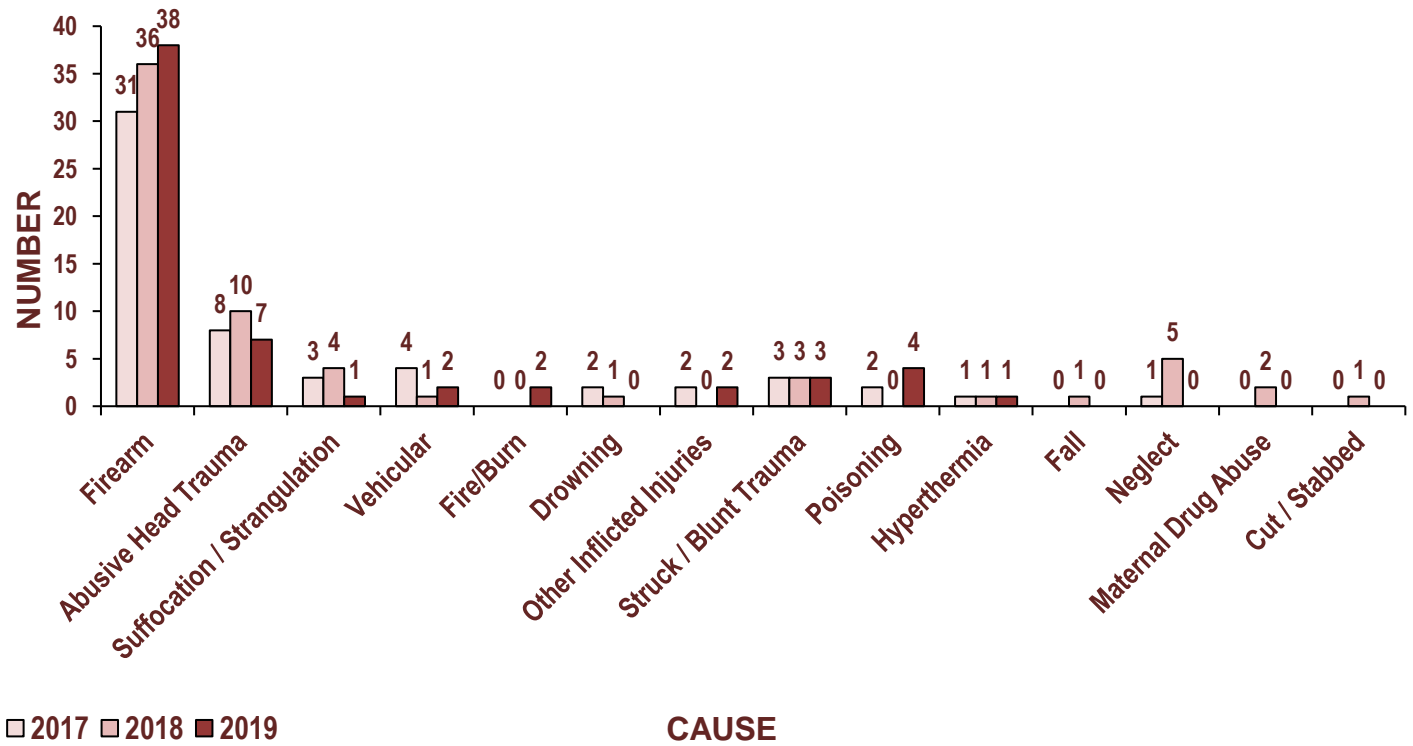 NUMBER
40
35
30
25
20
15
10
5
0
31 36 38
8 10 7
3 4 1
4 1 2
0 0 2
2 1 0
2 0 2
3 3 3
2 0 4
1 1 1
0 1 0
1 5 0
0 2 0
0 1 0
Firearm
Abusive Head Trauma
Suffocation / Strangulation
Vehicular
Fire/Burn
Drowning
Other Inflicted Injuries
Struck / Blunt Trauma
Poisoning
Hyperthermia
Fall
Neglect
Maternal Drug Abuse
Cut / Stabbed
2017 2018 2019
CAUSE